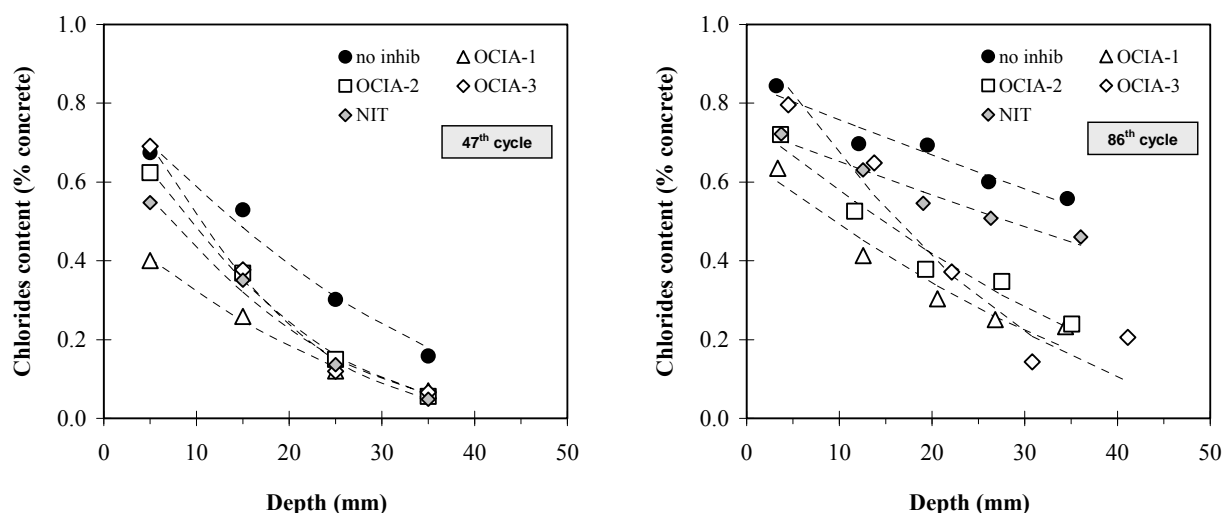 Chlorides content (% concrete)
1.0
0.8
0.6
0.4
0.2
0.0
no inhib OCIA-1
OCIA-2 OCIA-3
NIT
47th cycle
0 10 20 30 40 50
Depth (mm)
Chlorides content (% concrete)
1.0
0.8
0.6
0.4
0.2
0.0
no inhib OCIA-1
OCIA-2 OCIA-3
NIT
86th cycle
0 10 20 30 40 50
Depth (mm)